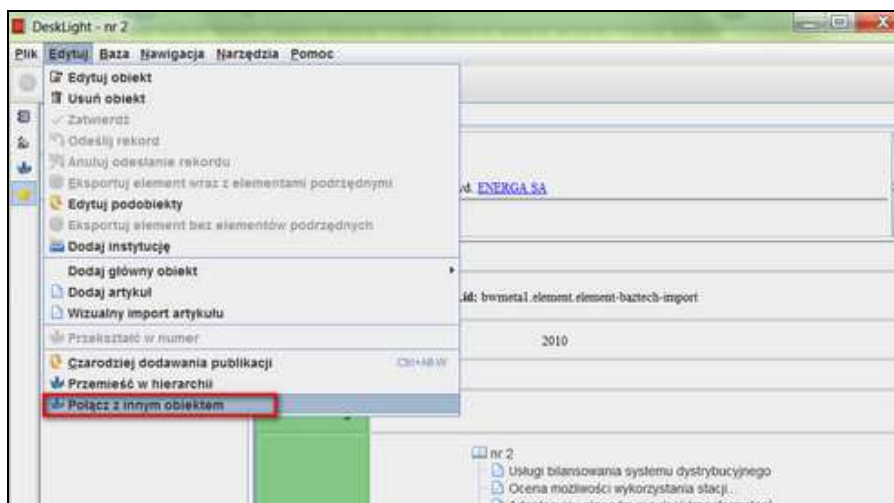 DeskLight - nr 2
Plik Edytuj Baza Nawigacja Narzędzia Pomoc
Edytuj obiekt
Usuń obiekt
Zatwierdź
Odeślij rekord
Anuluj odesłanie rekordu
Eksportuj element wraz z elementami podrzędnymi
yd. ENERGA SA
Edytuj podobiekty
Eksportuj element bez elementów podrzędnych
Dodaj instytucję
Dodaj główny obiekt
Dodaj artykuł
.id: bwmeta1.element.element-baztech-import
Wizualny import artykułu
Przekształć w numer
2010
Czarodziej dodawania publikacji Ctrl+Alt-W
Przemieść w hierarchii
Połącz z innym obiektem
nr 2
Usługi bilansowania systemu dystrybucyjnego
Ocena możliwości wykorzystania stacji...